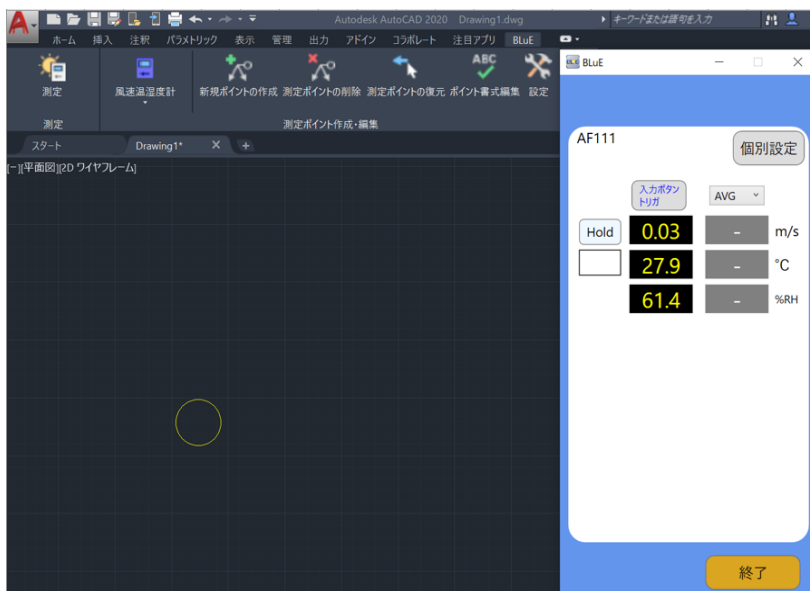 Autodesk AutoCAD 2020 Drawing1.dwg
キーワードまたは語句を入力
ホーム 挿入 注釈 パラメトリック 表示 管理 出力 アドイン コラボレート 注目アプリ BLuE
測定 風速温湿度計 新規ポイントの作成 測定ポイントの削除 測定ポイントの復元 ABC ポイント書式編集 設定
測定 測定ポイント作成・編集
スタート Drawing1*
[−][平面図][2D ワイヤフレーム]
BLuE
AF111
個別設定
入力ボタン
トリガ
AVG
Hold 0.03 - m/s
27.9 - °C
61.4 - %RH
終了